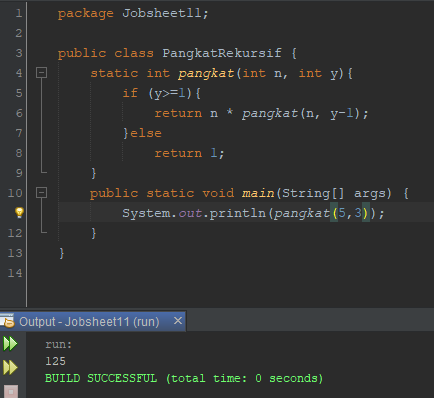 1 package Jobsheet11;
2
3 public class PangkatRekursif {
4 static int pangkat(int n, int y){
5 if (y>=1){
6 return n * pangkat(n, y-1);
7 }else
8 return 1;
9 }
10 public static void main(String[] args) {
System.out.println(pangkat(5,3));
12 }
13 }
14
Output - Jobsheet11 (run) ×
run:
125
BUILD SUCCESSFUL (total time: 0 seconds)